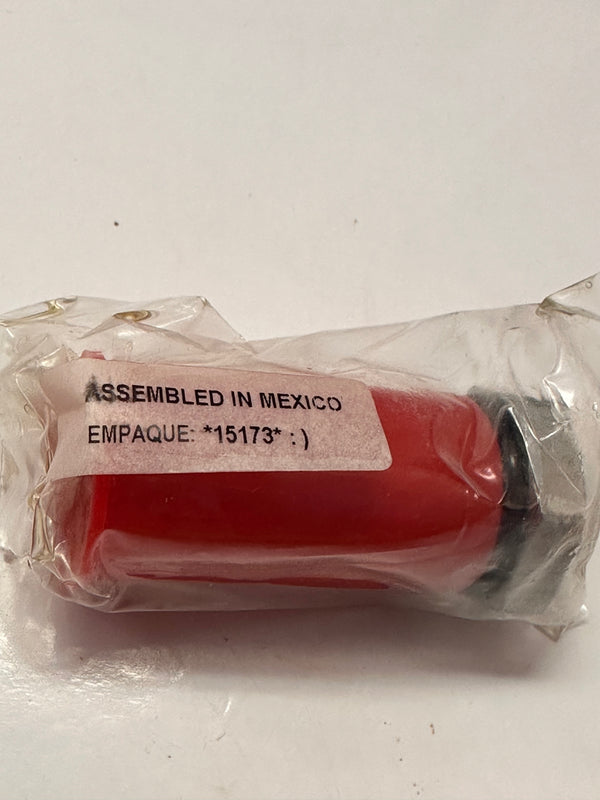 ASSEMBLED IN MEXICO
EMPAQUE: *15173* :)